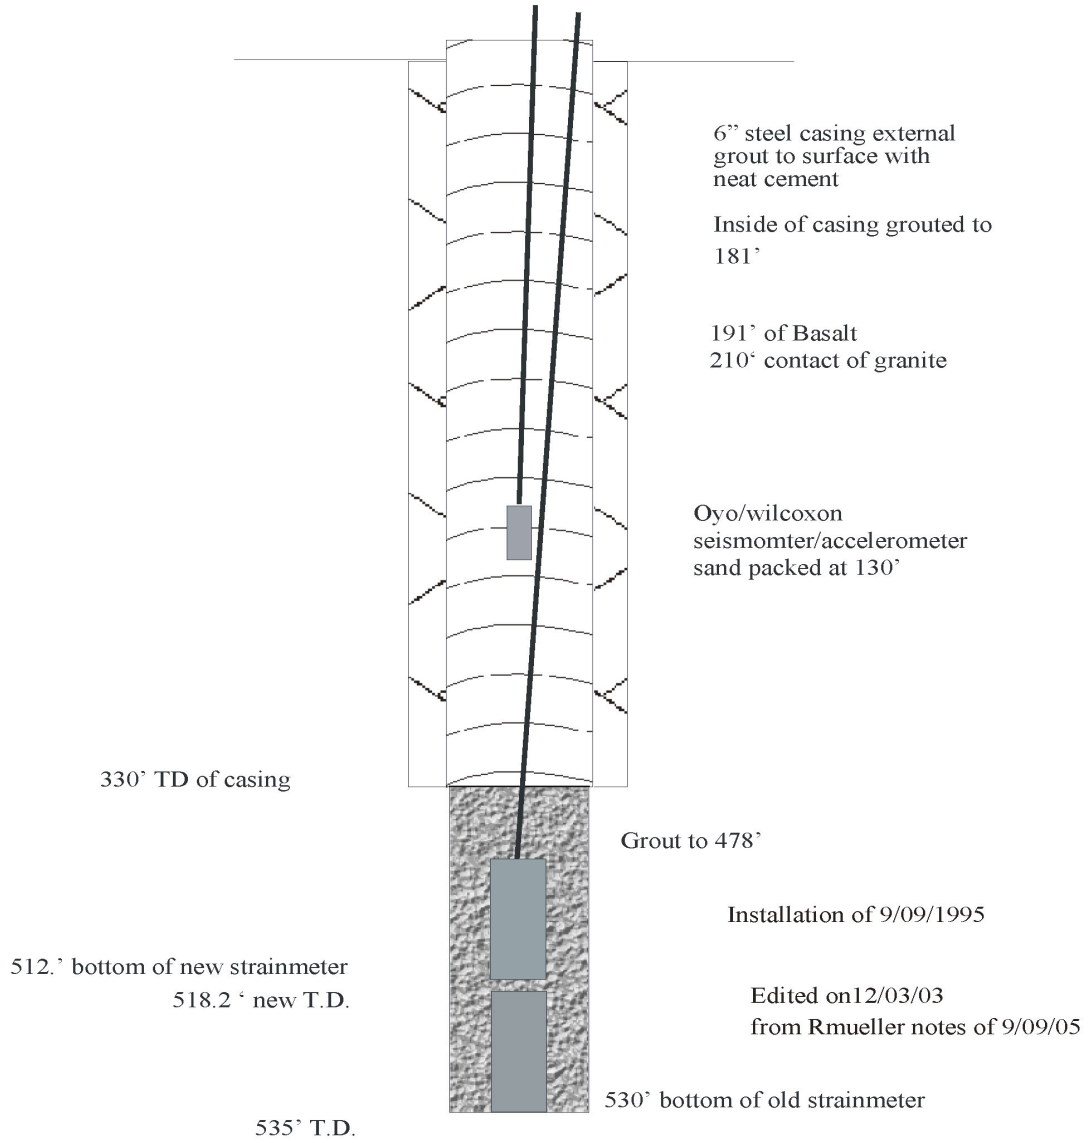 6” steel casing external
grout to surface with
neat cement
Inside of casing grouted to
181’
191’ of Basalt
210‘ contact of granite
Oyo/wilcoxon
seismomter/accelerometer
sand packed at 130’
330’ TD of casing
Grout to 478’
Installation of 9/09/1995
512.’ bottom of new strainmeter
518.2 ‘ new T.D.
Edited on12/03/03
from Rmueller notes of 9/09/05
530’ bottom of old strainmeter
535’ T.D.